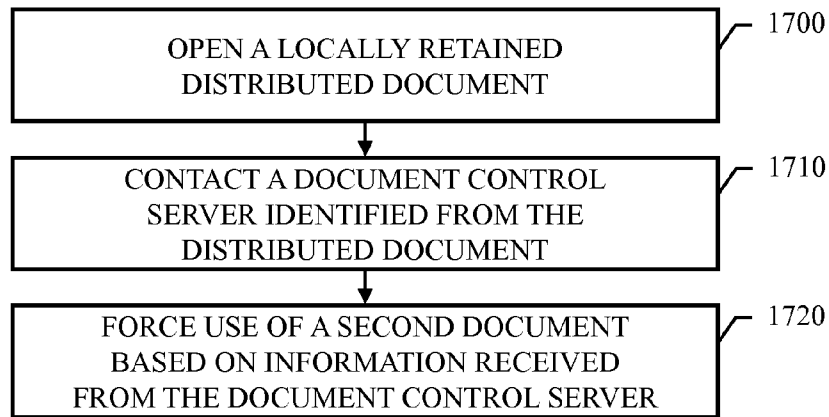 OPEN A LOCALLY RETAINED
DISTRIBUTED DOCUMENT
1700
CONTACT A DOCUMENT CONTROL
SERVER IDENTIFIED FROM THE
DISTRIBUTED DOCUMENT
1710
FORCE USE OF A SECOND DOCUMENT
BASED ON INFORMATION RECEIVED
FROM THE DOCUMENT CONTROL SERVER
1720